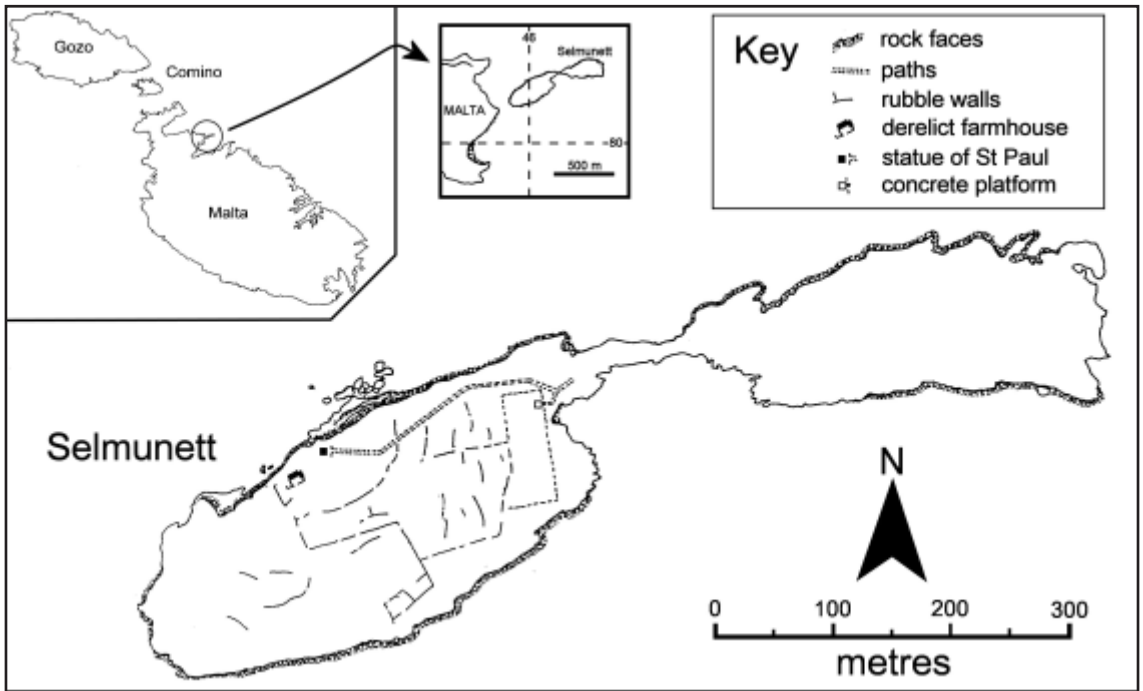 Gozo
Comino
Malta
46
Selmunett
MALTA
80
500 m
Key
rock faces
paths
rubble walls
derelict farmhouse
statue of St Paul
concrete platform
Selmunett
N
0 100 200 300
metres